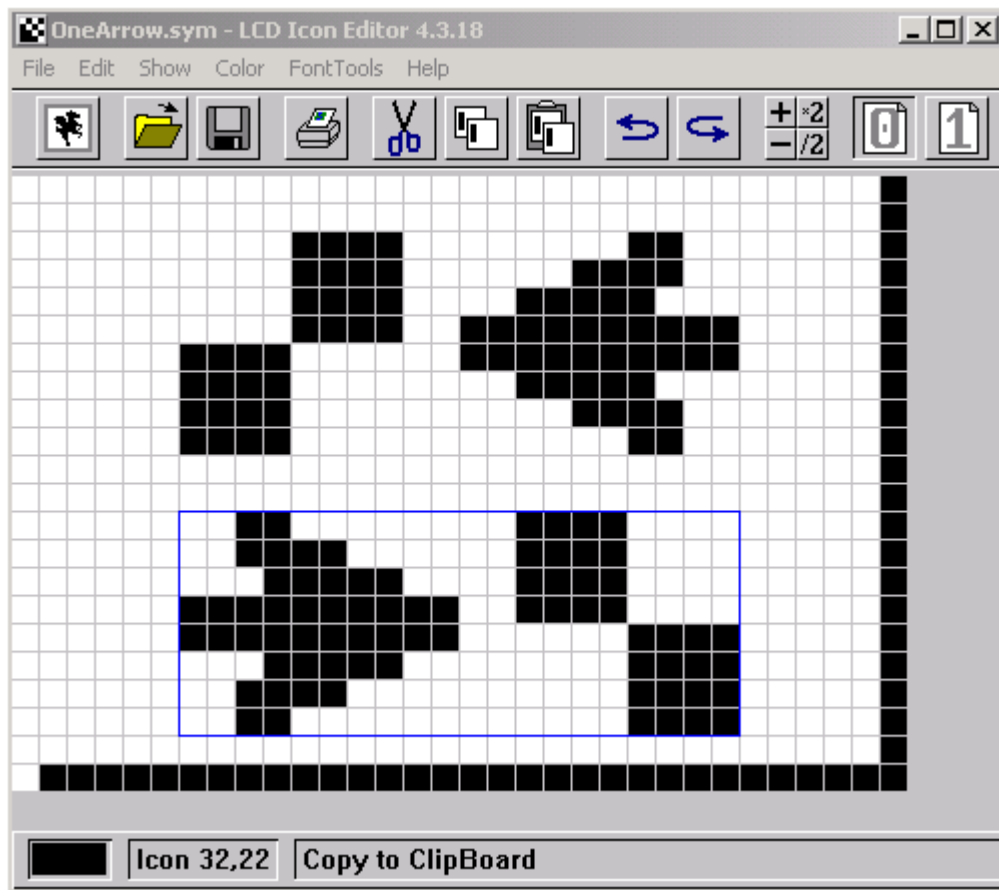 OneArrow.sym - LCD Icon Editor 4.3.18
File Edit Show Color FontTools Help
+ ×2 0 1
− /2
Icon 32,22 Copy to ClipBoard